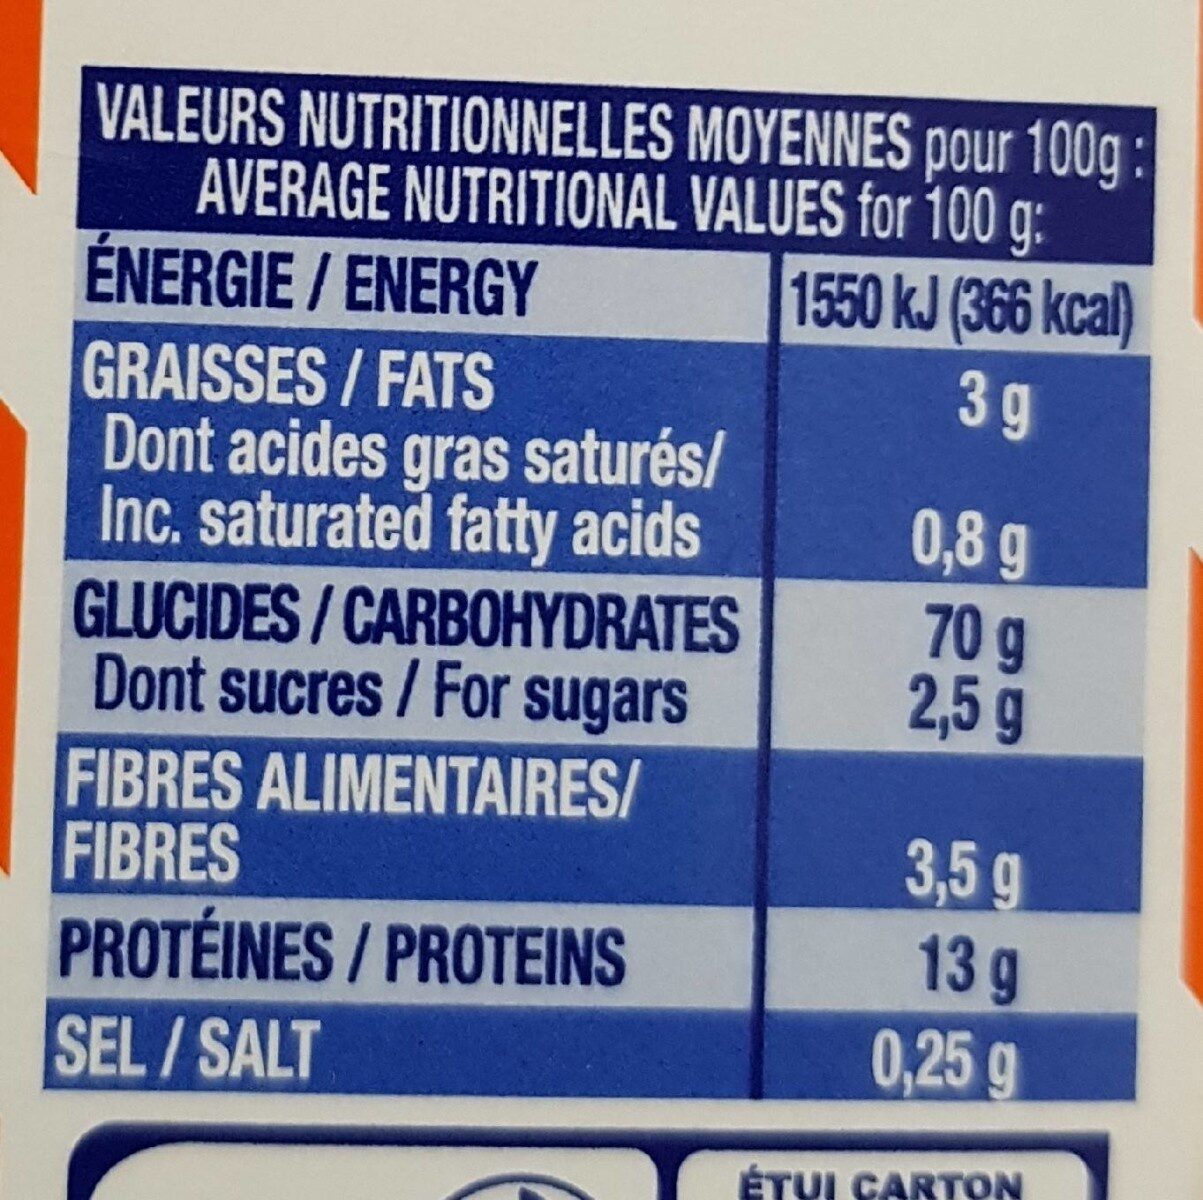 VALEURS NUTRITIONNELLES MOYENNES pour 100g :
AVERAGE NUTRITIONAL VALUES for 100 g:
ÉNERGIE / ENERGY 1550 kJ (366 kcal)
GRAISSES / FATS 3 g
Dont acides gras saturés/
Inc. saturated fatty acids 0,8 g
GLUCIDES / CARBOHYDRATES 70 g
Dont sucres / For sugars 2,5 g
FIBRES ALIMENTAIRES/
FIBRES 3,5 g
PROTÉINES / PROTEINS 13 g
SEL / SALT 0,25 g
ÉTUI CARTON